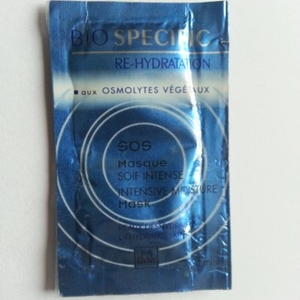 BIO SPECIFIC
RE-HYDRATATION
aux OSMOLYTES VÉGÉTAUX
SOS
Masque
SOIF INTENSE
INTENSIVE MOISTURE
Mask